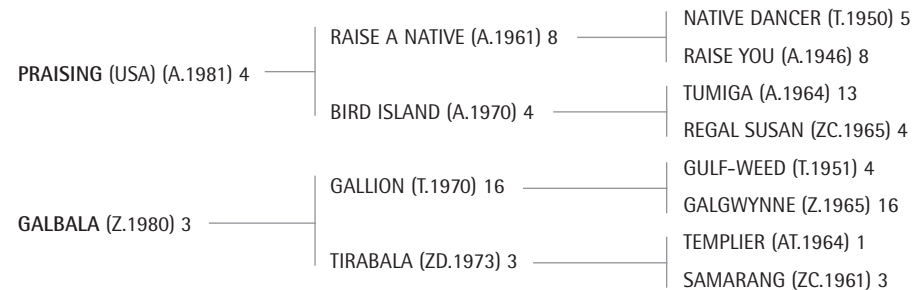 PRAISING (USA) (A.1981) 4
RAISE A NATIVE (A.1961) 8
NATIVE DANCER (T.1950) 5
RAISE YOU (A.1946) 8
BIRD ISLAND (A.1970) 4
TUMIGA (A.1964) 13
REGAL SUSAN (ZC.1965) 4
GALBALA (Z.1980) 3
GALLION (T.1970) 16
GULF-WEED (T.1951) 4
GALGWYNNE (Z.1965) 16
TIRABALA (ZD.1973) 3
TEMPLIER (AT.1964) 1
SAMARANG (ZC.1961) 3